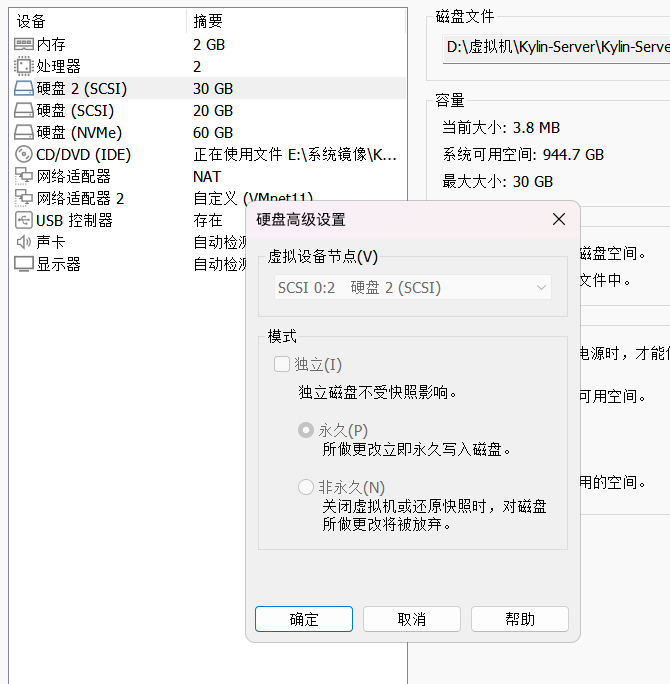 设备 摘要
内存 2 GB
处理器 2
硬盘 2 (SCSI) 30 GB
硬盘 (SCSI) 20 GB
硬盘 (NVMe) 60 GB
CD/DVD (IDE) 正在使用文件 E:\系统镜像\K...
网络适配器 NAT
网络适配器 2 自定义 (VMnet11)
USB 控制器 存在
声卡 自动检测
显示器 自动检测
磁盘文件
D:\虚拟机\Kylin-Server\Kylin-Serve
容量
当前大小: 3.8 MB
系统可用空间: 944.7 GB
最大大小: 30 GB
磁盘空间。
文件中。
电源时，才能
可用空间。
用的空间。
硬盘高级设置
虚拟设备节点(V)
SCSI 0:2 硬盘 2 (SCSI)
模式
独立(I)
独立磁盘不受快照影响。
永久(P)
所做更改立即永久写入磁盘。
非永久(N)
关闭虚拟机或还原快照时，对磁盘
所做更改将被放弃。
确定 取消 帮助